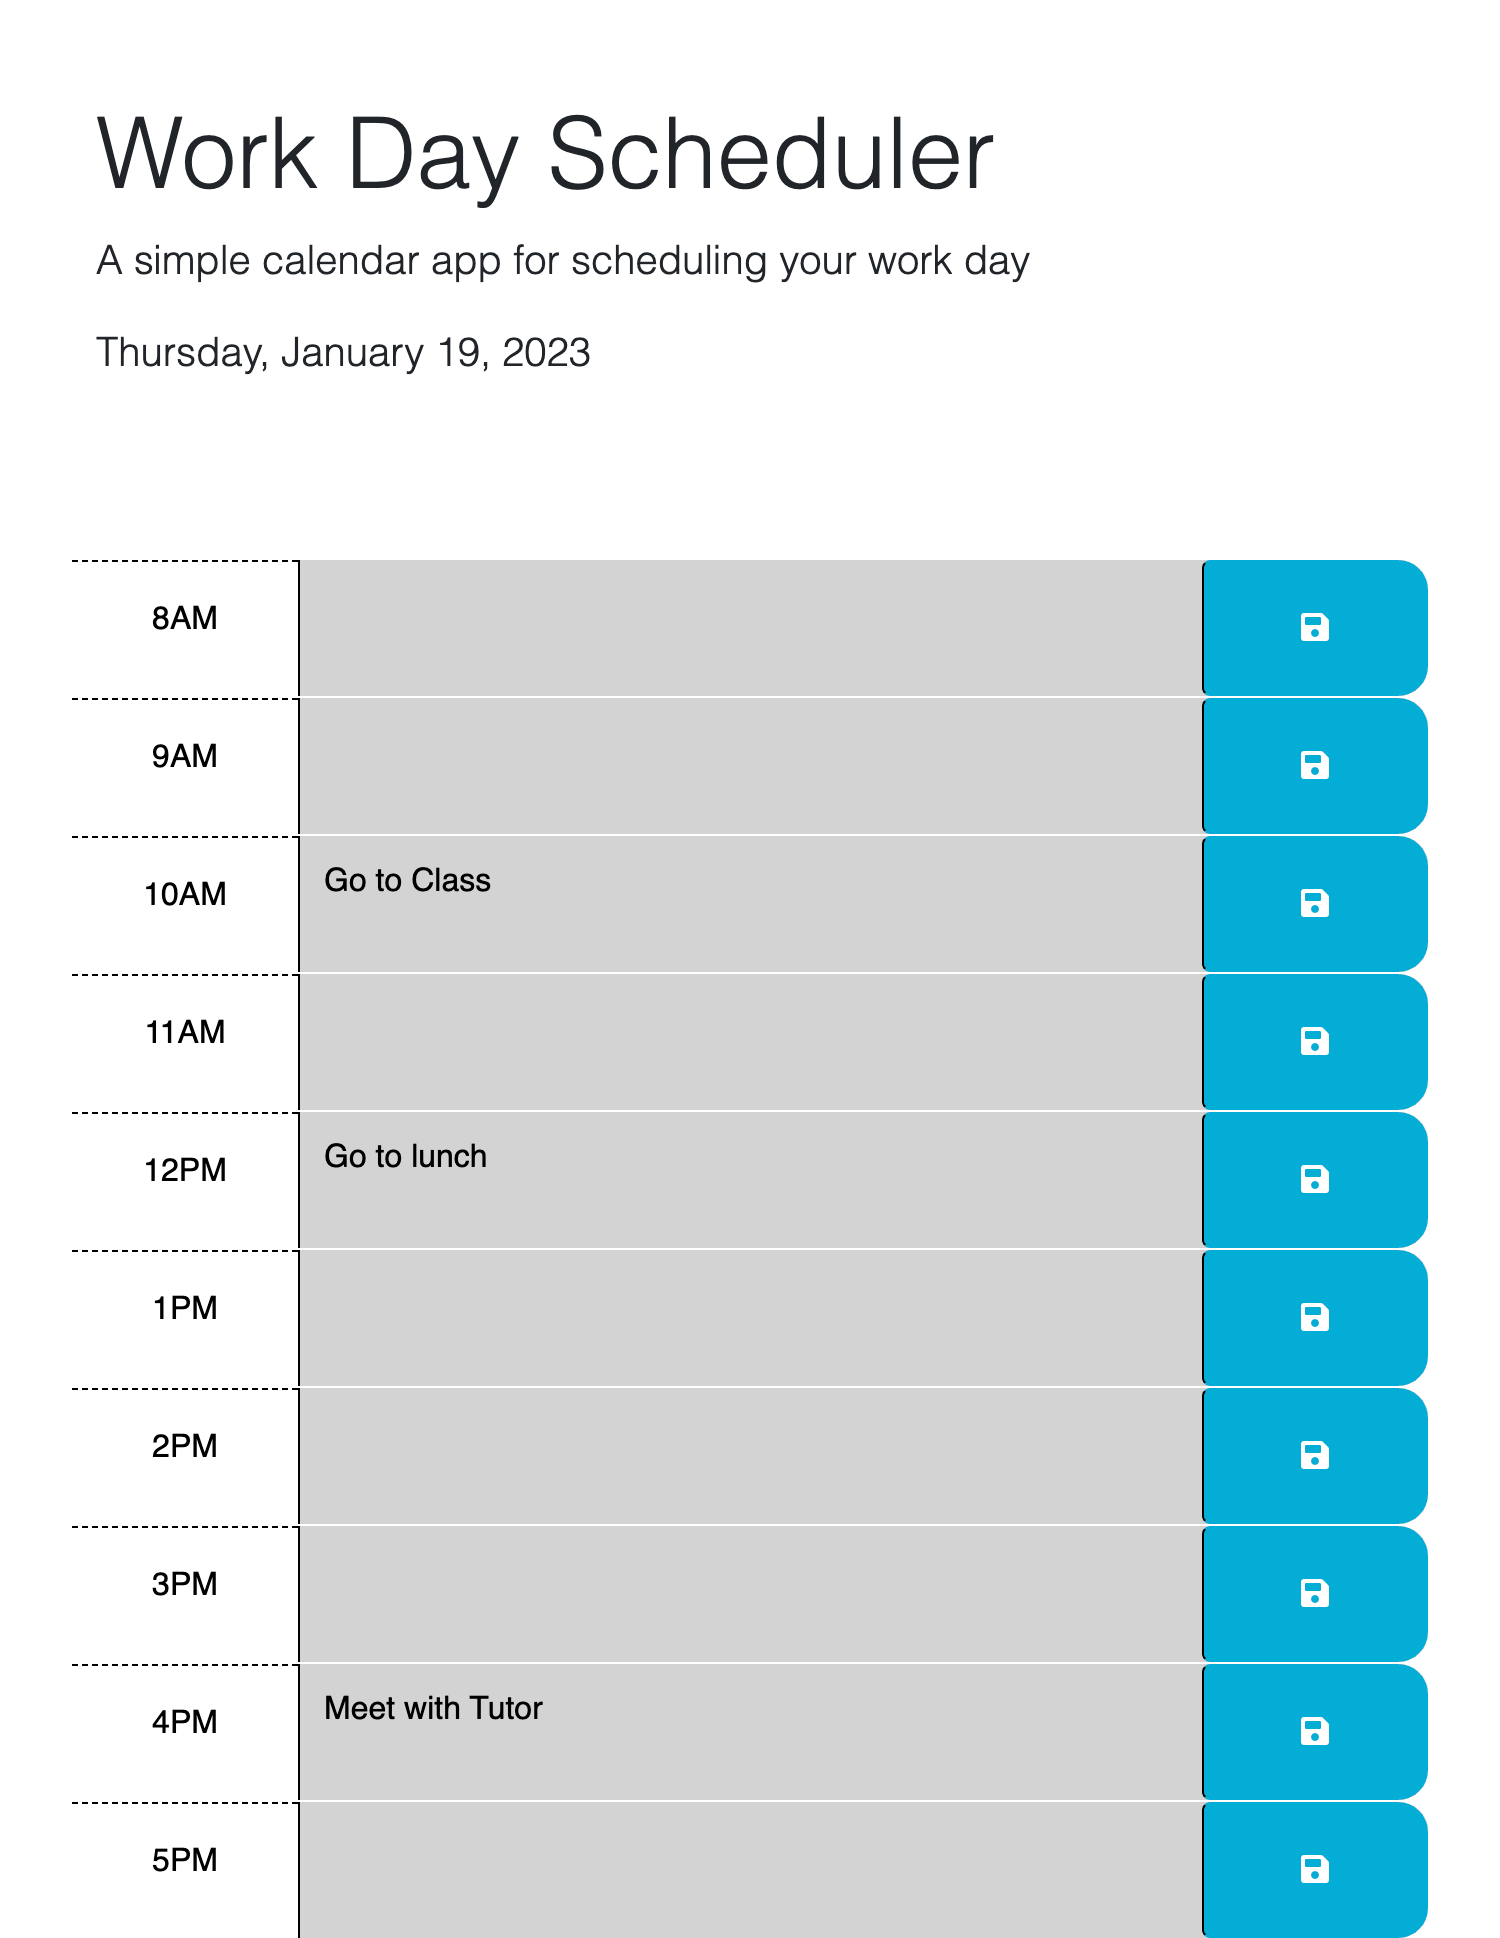 Work Day Scheduler
A simple calendar app for scheduling your work day
Thursday, January 19, 2023
8AM
9AM
10AM
Go to Class
11AM
12PM
Go to lunch
1PM
2PM
3PM
4PM
Meet with Tutor
5PM